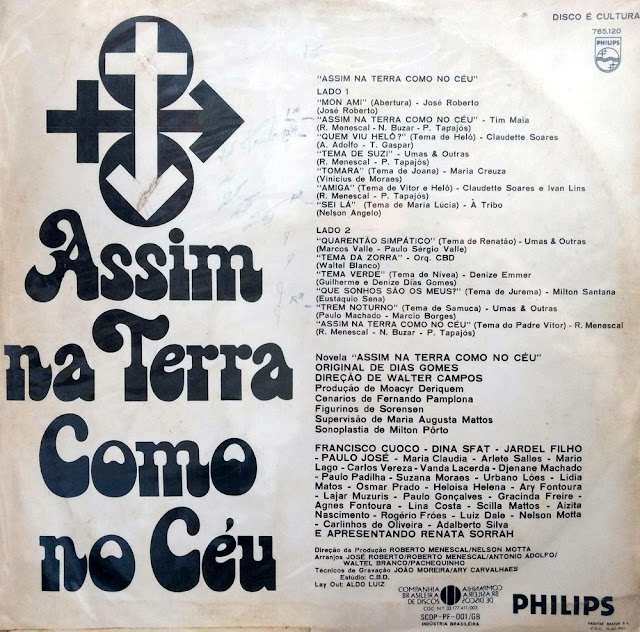 DISCO É CULTURA
765.120
PHILIPS
Assim
na Terra
Como
no Céu
"ASSIM NA TERRA COMO NO CÉU"
LADO 1
"MON AMI" (Abertura) - José Roberto
(José Roberto)
"ASSIM NA TERRA COMO NO CÉU" - Tim Maia
(R. Menescal - N. Buzar - P. Tapajós)
"QUEM VIU HELÔ?" (Tema de Helô) - Claudette Soares
(A. Adolfo - T. Gaspar)
"TEMA DE SUZI" - Umas & Outras
(R. Menescal - P. Tapajós)
"TOMARA" (Tema de Joana) - Maria Creuza
(Vinicius de Moraes)
"AMIGA" (Tema de Vitor e Helô) - Claudette Soares e Ivan Lins
(R. Menescal - P. Tapajós)
"SEI LÁ" (Tema de Maria Lúcia) - À Tribo
(Nelson Angelo)
LADO 2
"QUARENTÃO SIMPÁTICO" (Tema de Renatão) - Umas & Outras
(Marcos Valle - Paulo Sérgio Valle)
"TEMA DA ZORRA" - Orq. CBD
(Waltel Blanco)
"TEMA VERDE" (Tema de Nivea) - Denize Emmer
(Guilherme e Denize Dias Gomes)
"QUE SONHOS SÃO OS MEUS?" (Tema de Jurema) - Milton Santana
(Eustáquio Sena)
"TREM NOTURNO" (Tema de Samuca) - Umas & Outras
(Paulo Machado - Marcio Borges)
"ASSIM NA TERRA COMO NO CÉU" (Tema do Padre Vitor) - R. Menescal
(R. Menescal - N. Buzar - P. Tapajós)
Novela "ASSIM NA TERRA COMO NO CÉU"
ORIGINAL DE DIAS GOMES
DIREÇÃO DE WALTER CAMPOS
Produção de Moacyr Deriquem
Cenarios de Fernando Pamplona
Figurinos de Sorensen
Supervisão de Maria Augusta Mattos
Sonoplastia de Milton Pôrto
FRANCISCO CUOCO - DINA SFAT - JARDEL FILHO
- PAULO JOSÉ - Maria Claudia - Arlete Salles - Mario
Lago - Carlos Vereza - Vanda Lacerda - Djenane Machado
- Paulo Padilha - Suzana Moraes - Urbano Lóes - Lidia
Matos - Osmar Prado - Heloisa Helena - Ary Fontoura
- Lajar Muzuris - Paulo Gonçalves - Gracinda Freire -
Agnes Fontoura - Lina Costa - Scilla Mattos - Aizita
Nascimento - Rogério Fróes - Luiz Dale - Nelson Motta
- Carlinhos de Oliveira - Adalberto Silva
E APRESENTANDO RENATA SORRAH
Direção da Produção ROBERTO MENESCAL/NELSON MOTTA
Arranjos JOSÉ ROBERTO/ROBERTO MENESCAL/ANTONIO ADOLFO/
WALTEL BRANCO/PACHEQUINHO
Técnicos de Gravação JOÃO MOREIRA/ARY CARVALHAES
Estúdio: C.B.D.
Lay Out: ALDO LUIZ
COMPANHIA
BRASILEIRA
DE DISCOS
COMPANHIA
BRASILEIRA
DE DISCOS
CGC N.º 33.177.411/003
SCDP-PF-001/GB
INDÚSTRIA BRASILEIRA
PHILIPS